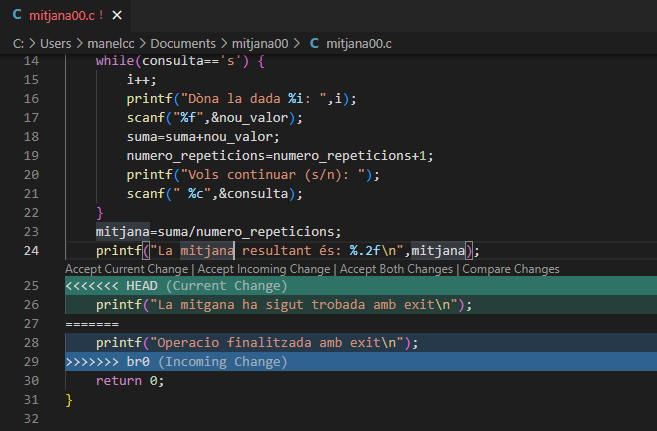 mitjana00.c !
C: > Users > manelcc > Documents > mitjana00 > C mitjana00.c
14 while(consulta=='s') {
15 i++;
16 printf("Dòna la dada %i: ",i);
17 scanf("%f",&nou_valor);
18 suma=suma+nou_valor;
19 numero_repeticions=numero_repeticions+1;
20 printf("Vols continuar (s/n): ");
21 scanf(" %c",&consulta);
22 }
23 mitjana=suma/numero_repeticions;
24 printf("La mitjana resultant és: %.2f\n",mitjana);
Accept Current Change | Accept Incoming Change | Accept Both Changes | Compare Changes
25 <<<<<<< HEAD (Current Change)
26 printf("La mitgana ha sigut trobada amb exit\n");
27 =======
28 printf("Operacio finalitzada amb exit\n");
29 >>>>>>> br0 (Incoming Change)
30 return 0;
31 }
32